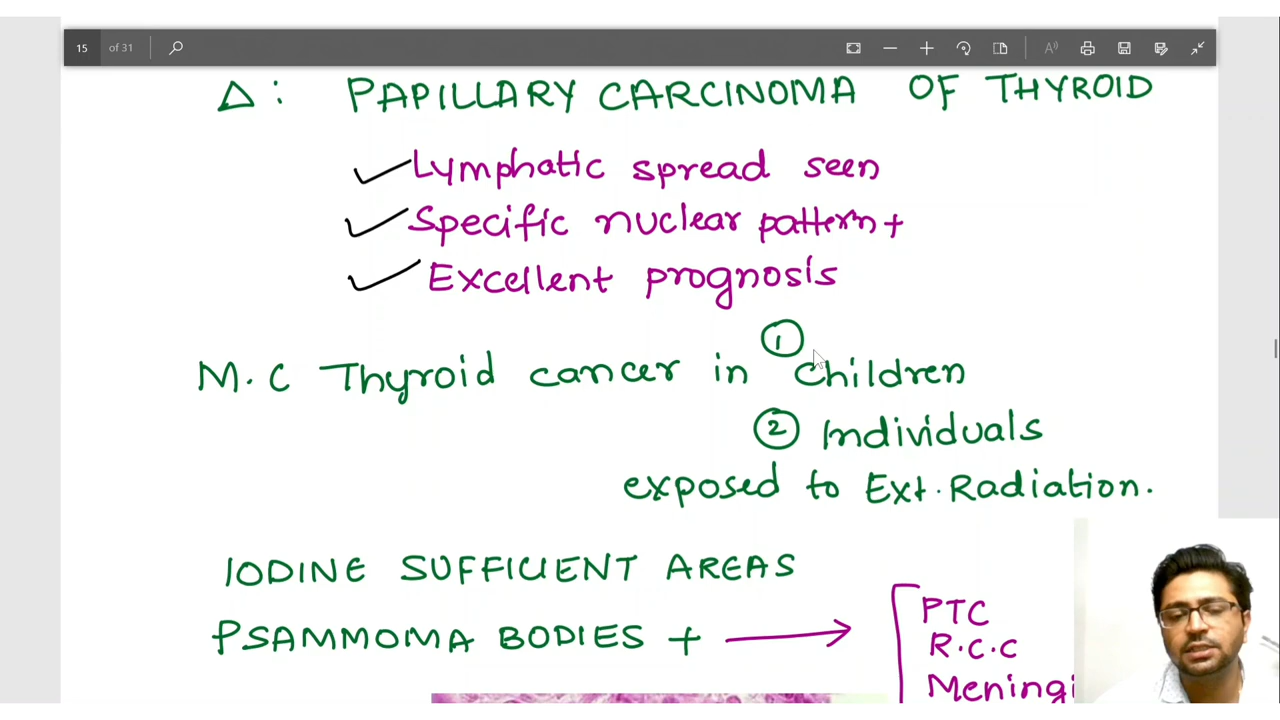 15 of 31
Δ: PAPILLARY CARCINOMA OF THYROID
Lymphatic spread seen
Specific nuclear pattern +
Excellent prognosis
M.C Thyroid cancer in ① Children
② Individuals
exposed to Ext. Radiation.
IODINE SUFFICIENT AREAS
PSAMMOMA BODIES + →
PTC
R.C.C
Meningi